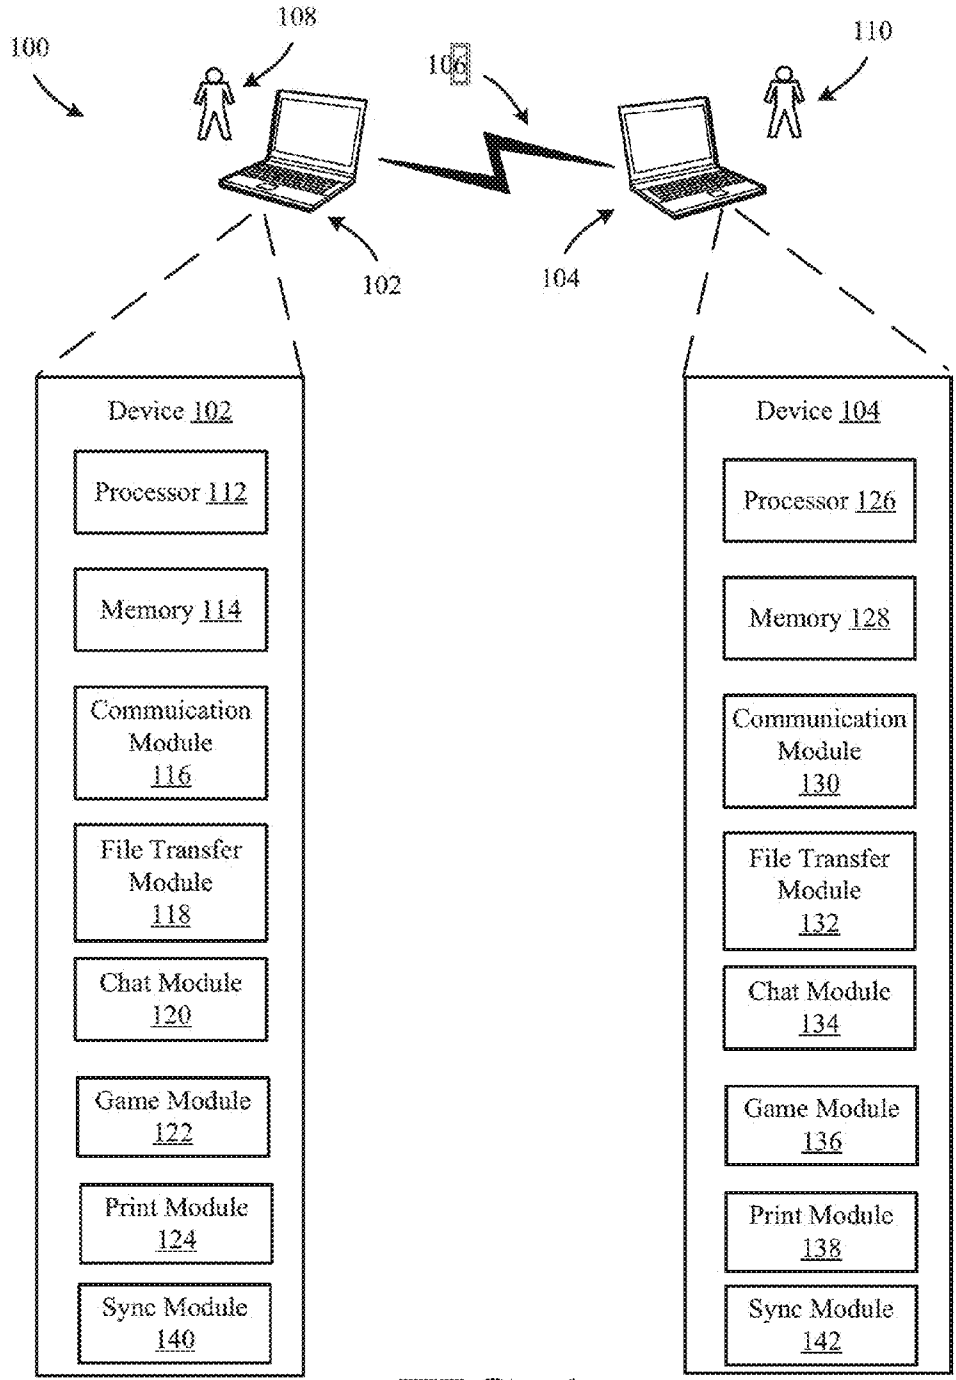 108
110
100
106
102
104
Device 102
Processor 112
Memory 114
Commuication
Module
116
File Transfer
Module
118
Chat Module
120
Game Module
122
Print Module
124
Sync Module
140
Device 104
Processor 126
Memory 128
Communication
Module
130
File Transfer
Module
132
Chat Module
134
Game Module
136
Print Module
138
Sync Module
142